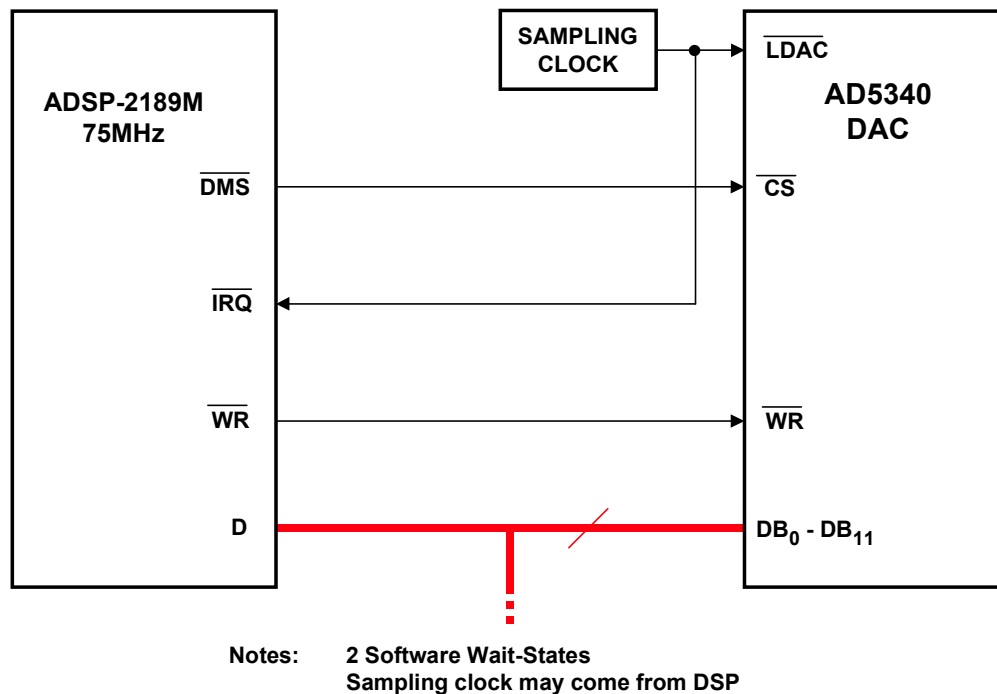 SAMPLING
CLOCK
ADSP-2189M
75MHz
DMS
IRQ
WR
D
LDAC
AD5340
DAC
CS
WR
DB0 - DB11
Notes: 2 Software Wait-States
Sampling clock may come from DSP